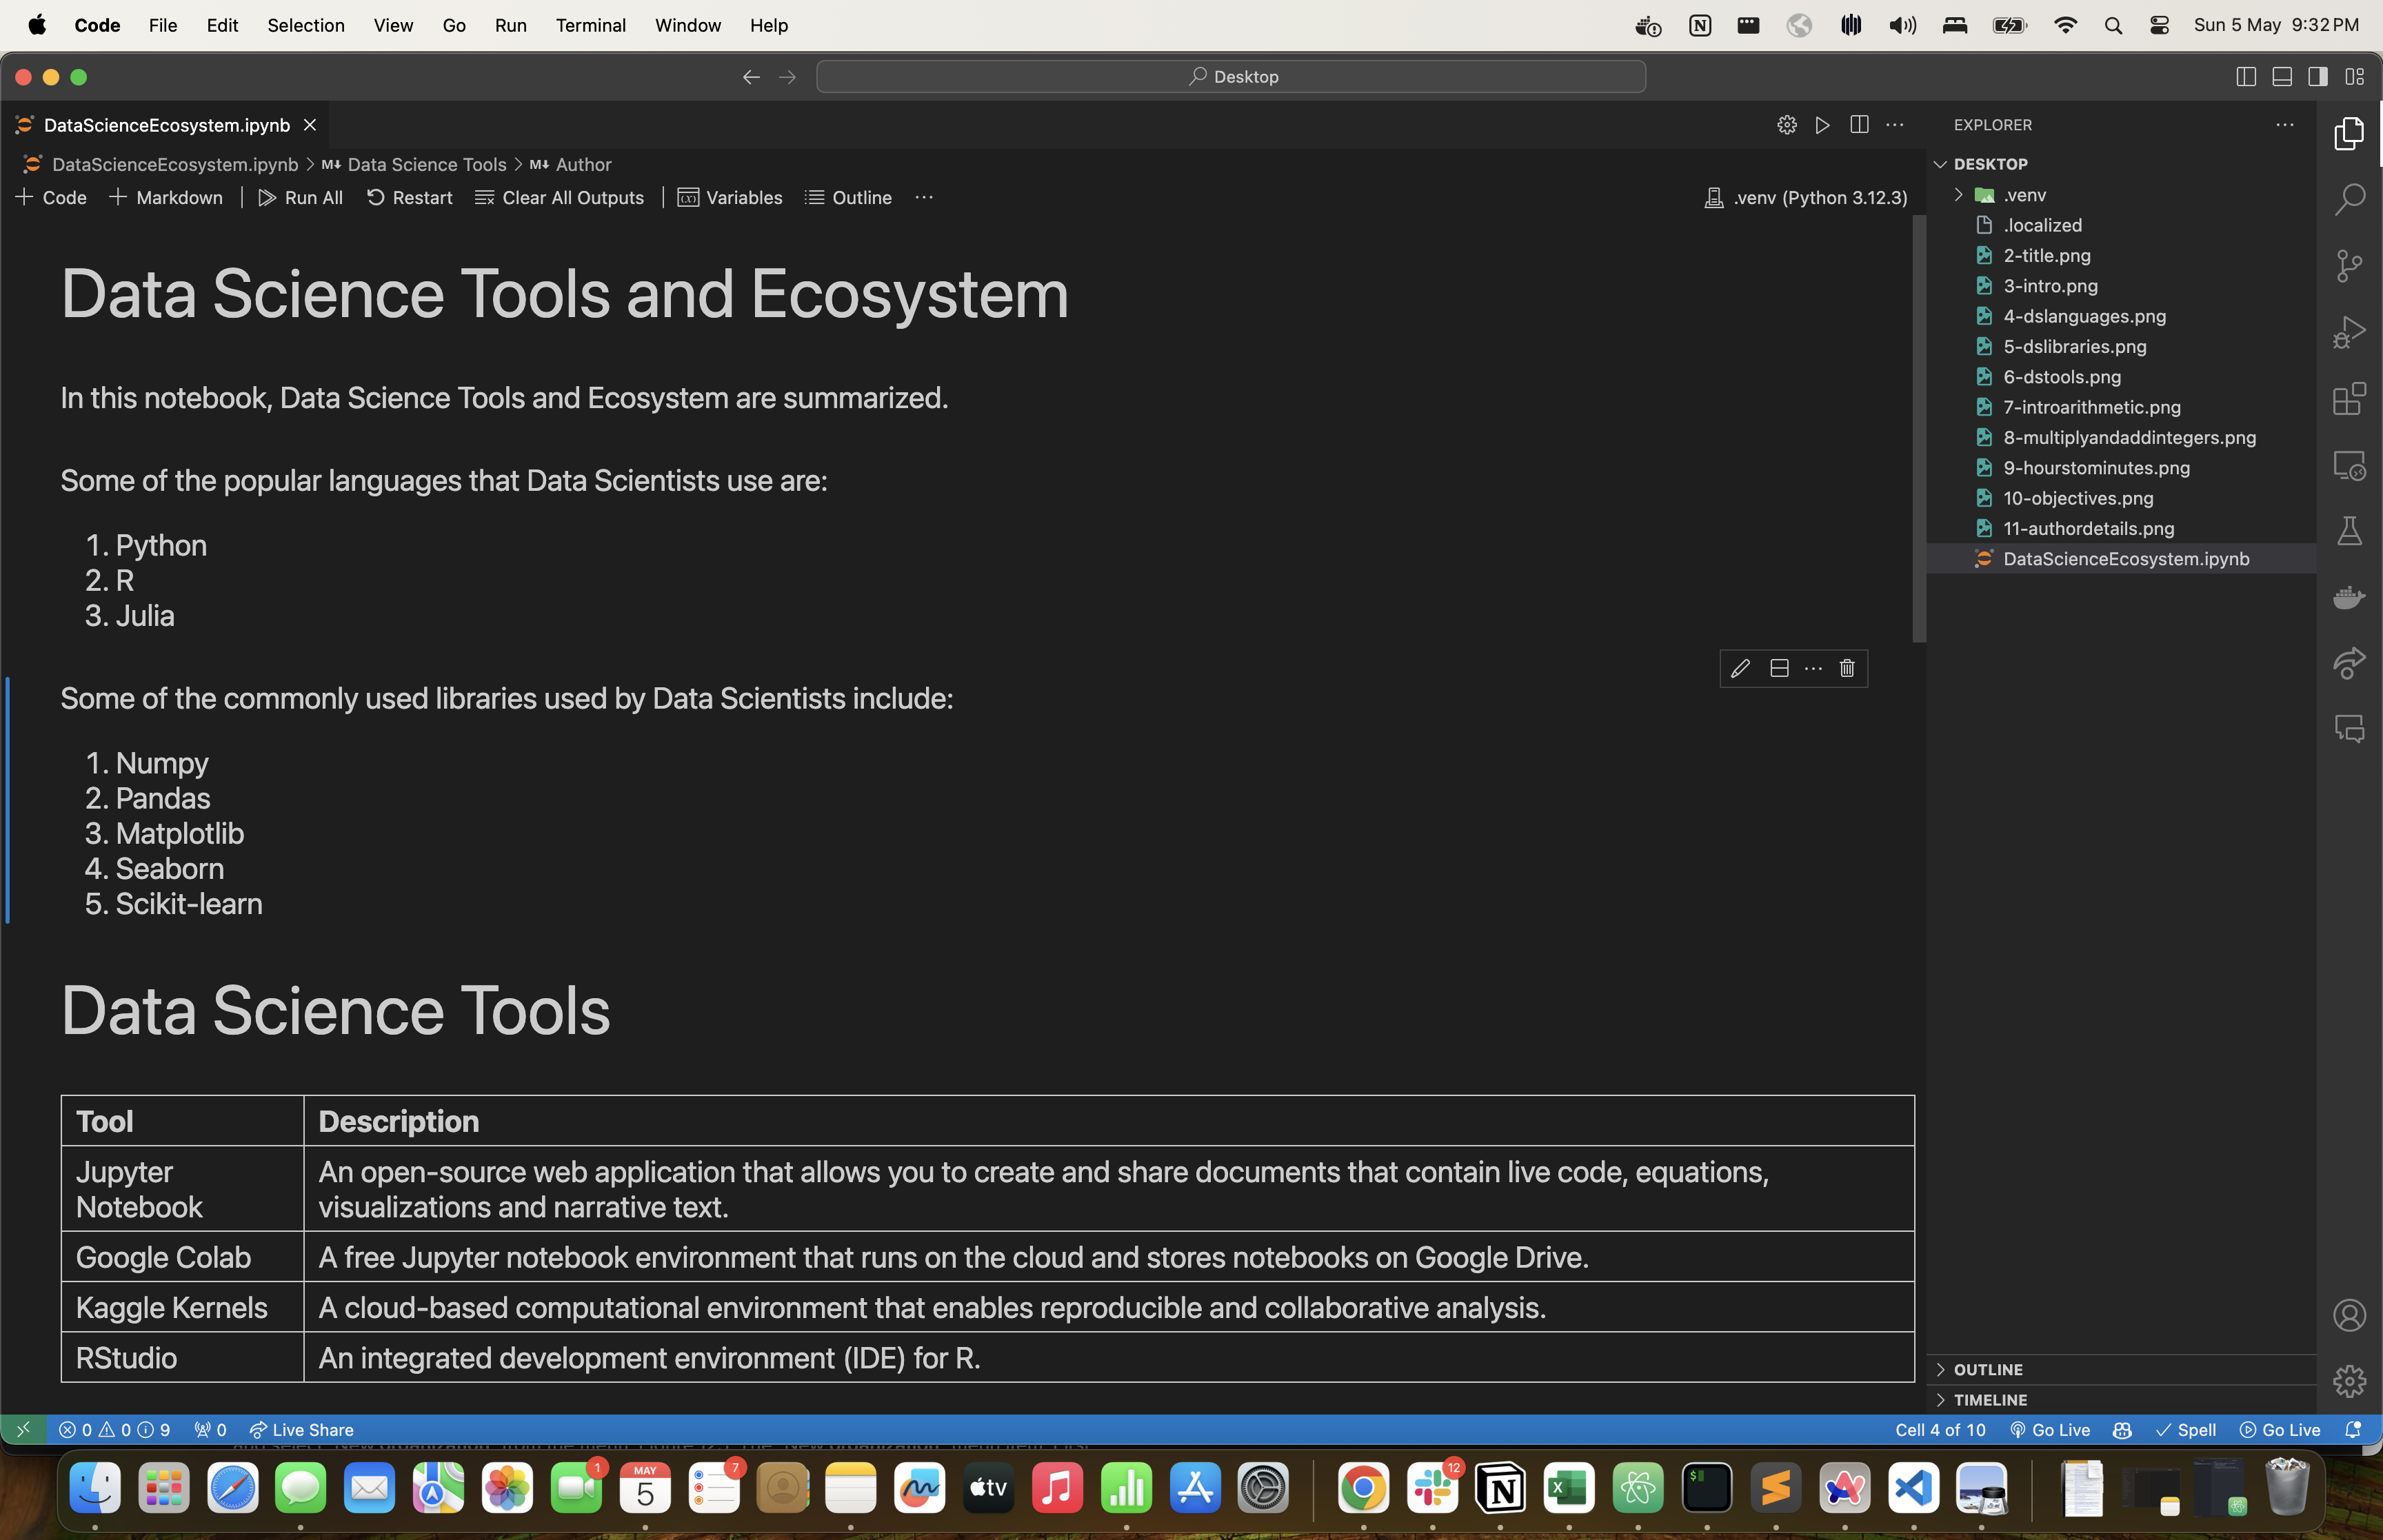 Code File Edit Selection View Go Run Terminal Window Help Sun 5 May 9:32 PM
Desktop
DataScienceEcosystem.ipynb
DataScienceEcosystem.ipynb > M↓ Data Science Tools > M↓ Author
+ Code + Markdown Run All Restart Clear All Outputs Variables Outline ... .venv (Python 3.12.3)
Data Science Tools and Ecosystem
In this notebook, Data Science Tools and Ecosystem are summarized.
Some of the popular languages that Data Scientists use are:
1. Python
2. R
3. Julia
Some of the commonly used libraries used by Data Scientists include:
1. Numpy
2. Pandas
3. Matplotlib
4. Seaborn
5. Scikit-learn
Data Science Tools
Tool Description
Jupyter Notebook An open-source web application that allows you to create and share documents that contain live code, equations,
visualizations and narrative text.
Google Colab A free Jupyter notebook environment that runs on the cloud and stores notebooks on Google Drive.
Kaggle Kernels A cloud-based computational environment that enables reproducible and collaborative analysis.
RStudio An integrated development environment (IDE) for R.
EXPLORER
DESKTOP
.venv
.localized
2-title.png
3-intro.png
4-dslanguages.png
5-dslibraries.png
6-dstools.png
7-introarithmetic.png
8-multiplyandaddintegers.png
9-hourstominutes.png
10-objectives.png
11-authordetails.png
DataScienceEcosystem.ipynb
OUTLINE
TIMELINE
0 0 9 0 Live Share Cell 4 of 10 Go Live Spell Go Live
1 MAY 5 7 tv 12